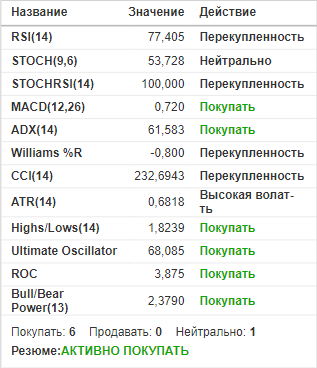 Название Значение Действие
RSI(14) 77,405 Перекупленность
STOCH(9,6) 53,728 Нейтрально
STOCHRSI(14) 100,000 Перекупленность
MACD(12,26) 0,720 Покупать
ADX(14) 61,583 Покупать
Williams %R -0,800 Перекупленность
CCI(14) 232,6943 Перекупленность
ATR(14) 0,6818 Высокая волат-
ть
Highs/Lows(14) 1,8239 Покупать
Ultimate Oscillator 68,085 Покупать
ROC 3,875 Покупать
Bull/Bear
Power(13) 2,3790 Покупать
Покупать: 6 Продавать: 0 Нейтрально: 1
Резюме:АКТИВНО ПОКУПАТЬ